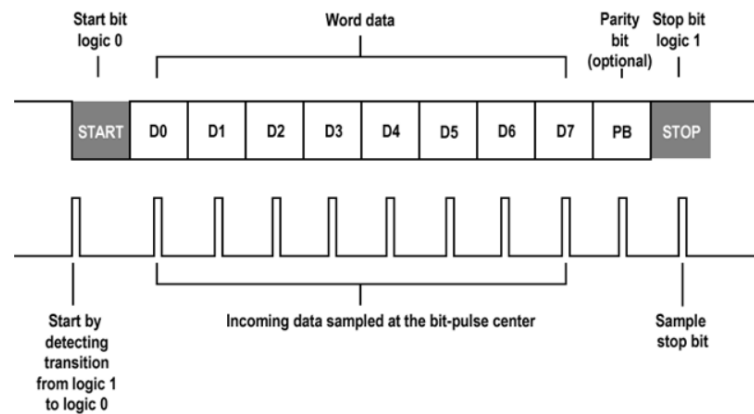 Start bit
logic 0
Word data
Parity
bit
(optional)
Stop bit
logic 1
START
D0
D1
D2
D3
D4
D5
D6
D7
PB
STOP
Start by
detecting
transition
from logic 1
to logic 0
Incoming data sampled at the bit-pulse center
Sample
stop bit